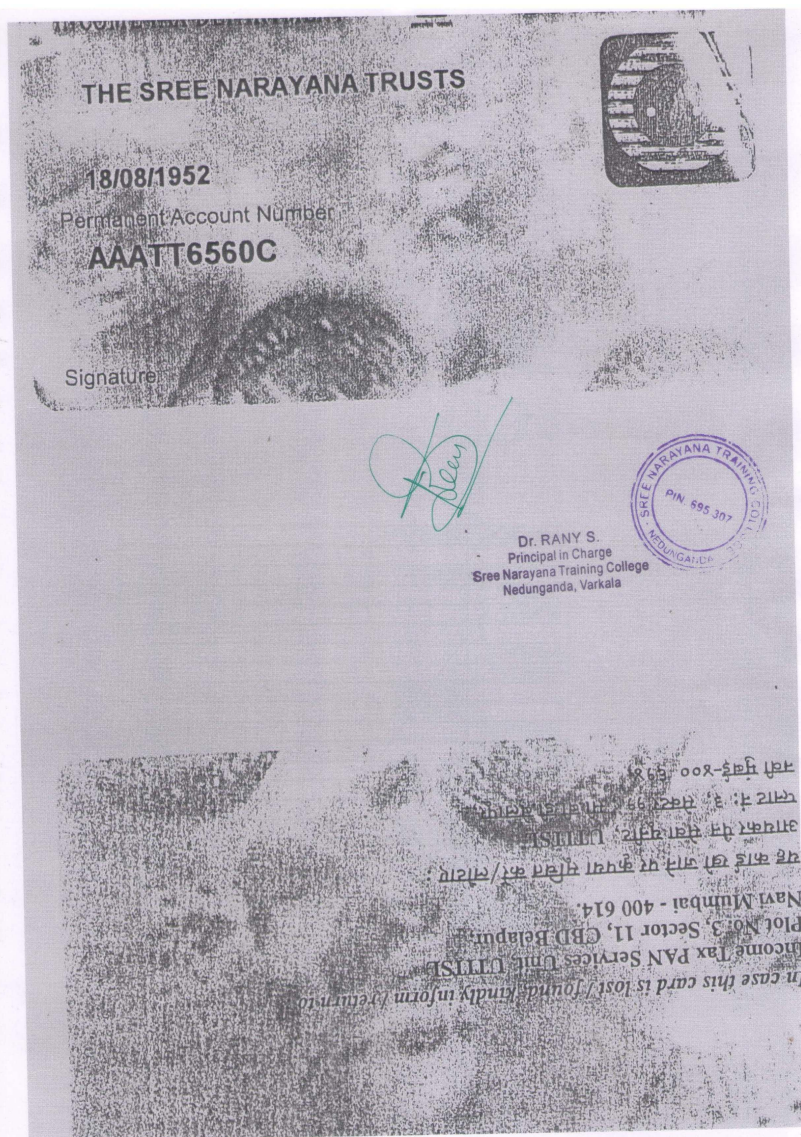 THE SREE NARAYANA TRUSTS
18/08/1952
Permanent Account Number
AAATT6560C
Signature
Dr. RANY S.
Principal in Charge
Sree Narayana Training College
Nedunganda, Varkala
SREE NARAYANA TRAINING COLLEGE
NEDUNGANDA
PIN. 695 307
In case this card is lost / found, kindly inform / return to
Income Tax PAN Services Unit, UTITSL
Plot No. 3, Sector 11, CBD Belapur,
Navi Mumbai - 400 614.
यह कार्ड खो जाने पर कृपया सूचित करें/लौटाए :
आयकर पैन सेवा यूनीट, UTITSL
प्लाट नं: ३, सेक्टर ११
नवी मुंबई-४००